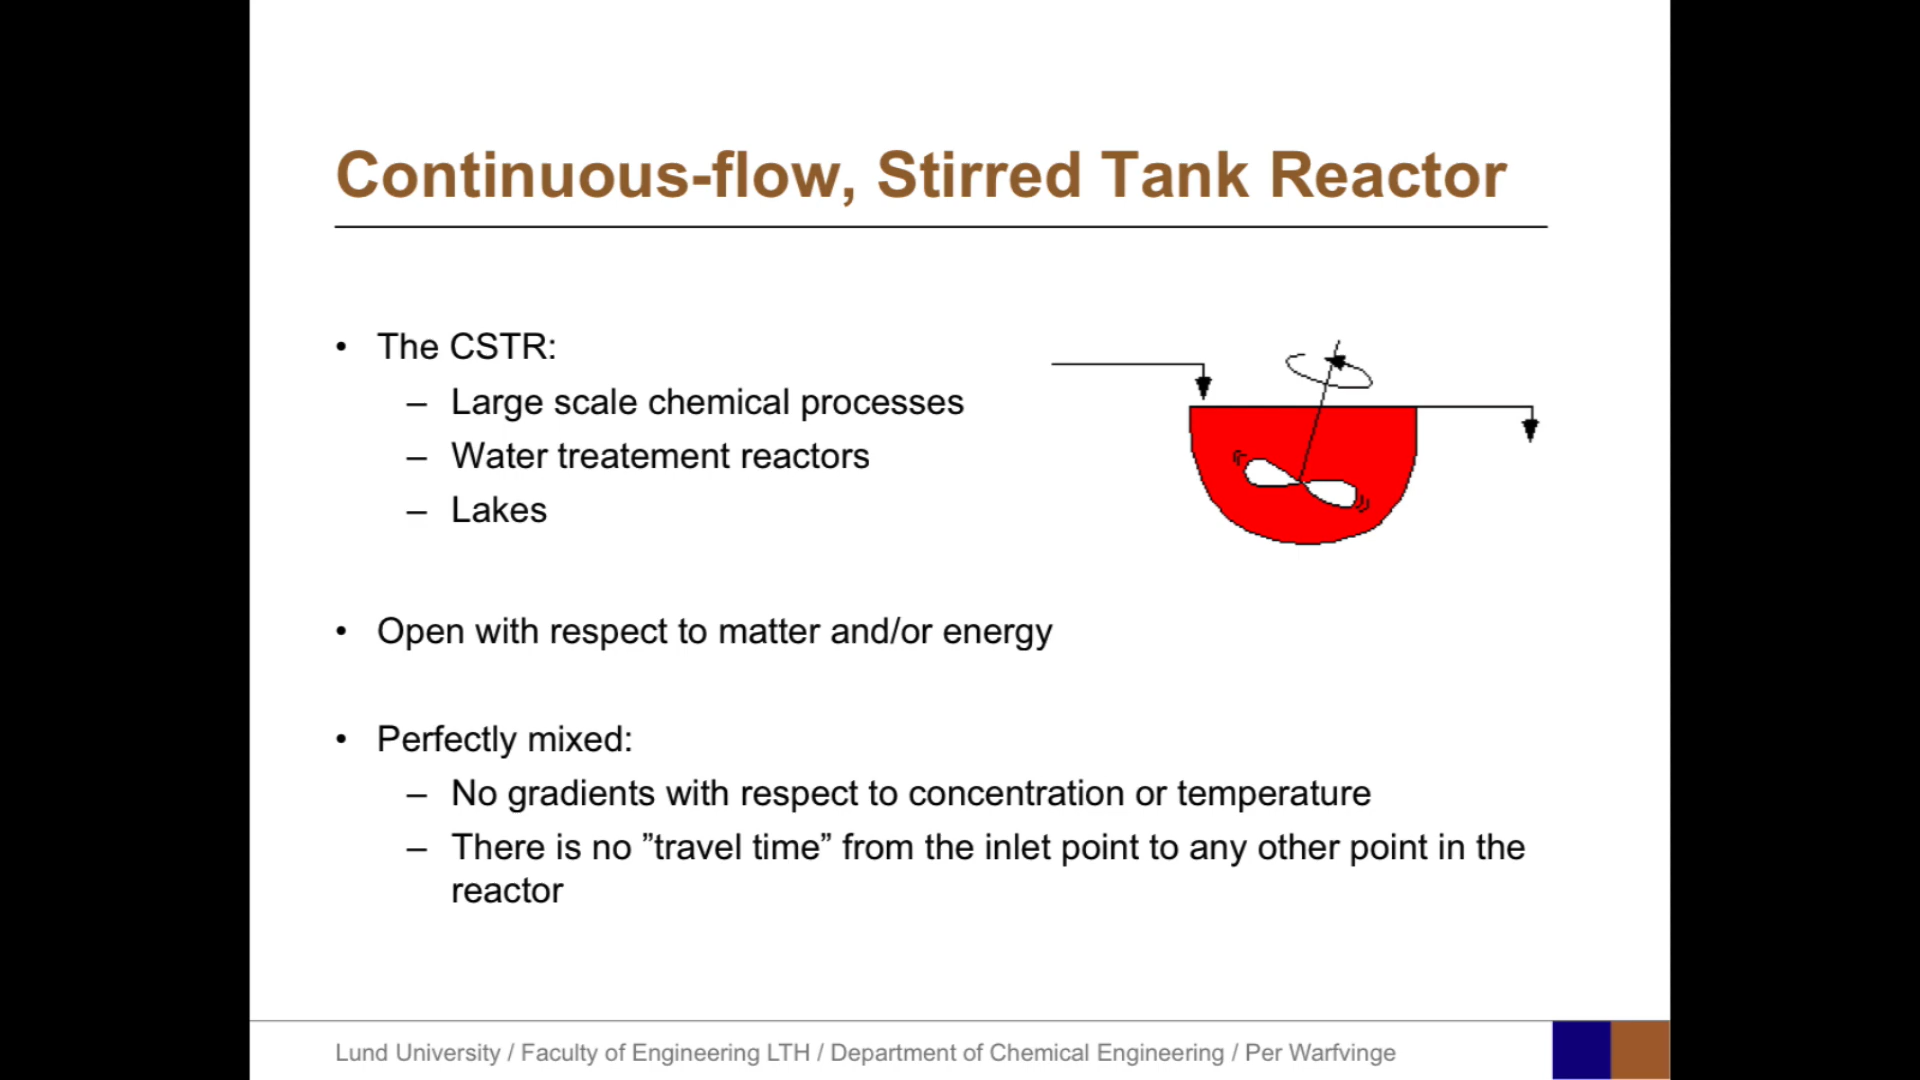 Continuous-flow, Stirred Tank Reactor
• The CSTR:
– Large scale chemical processes
– Water treatement reactors
– Lakes
• Open with respect to matter and/or energy
• Perfectly mixed:
– No gradients with respect to concentration or temperature
– There is no ”travel time” from the inlet point to any other point in the
reactor
Lund University / Faculty of Engineering LTH / Department of Chemical Engineering / Per Warfvinge